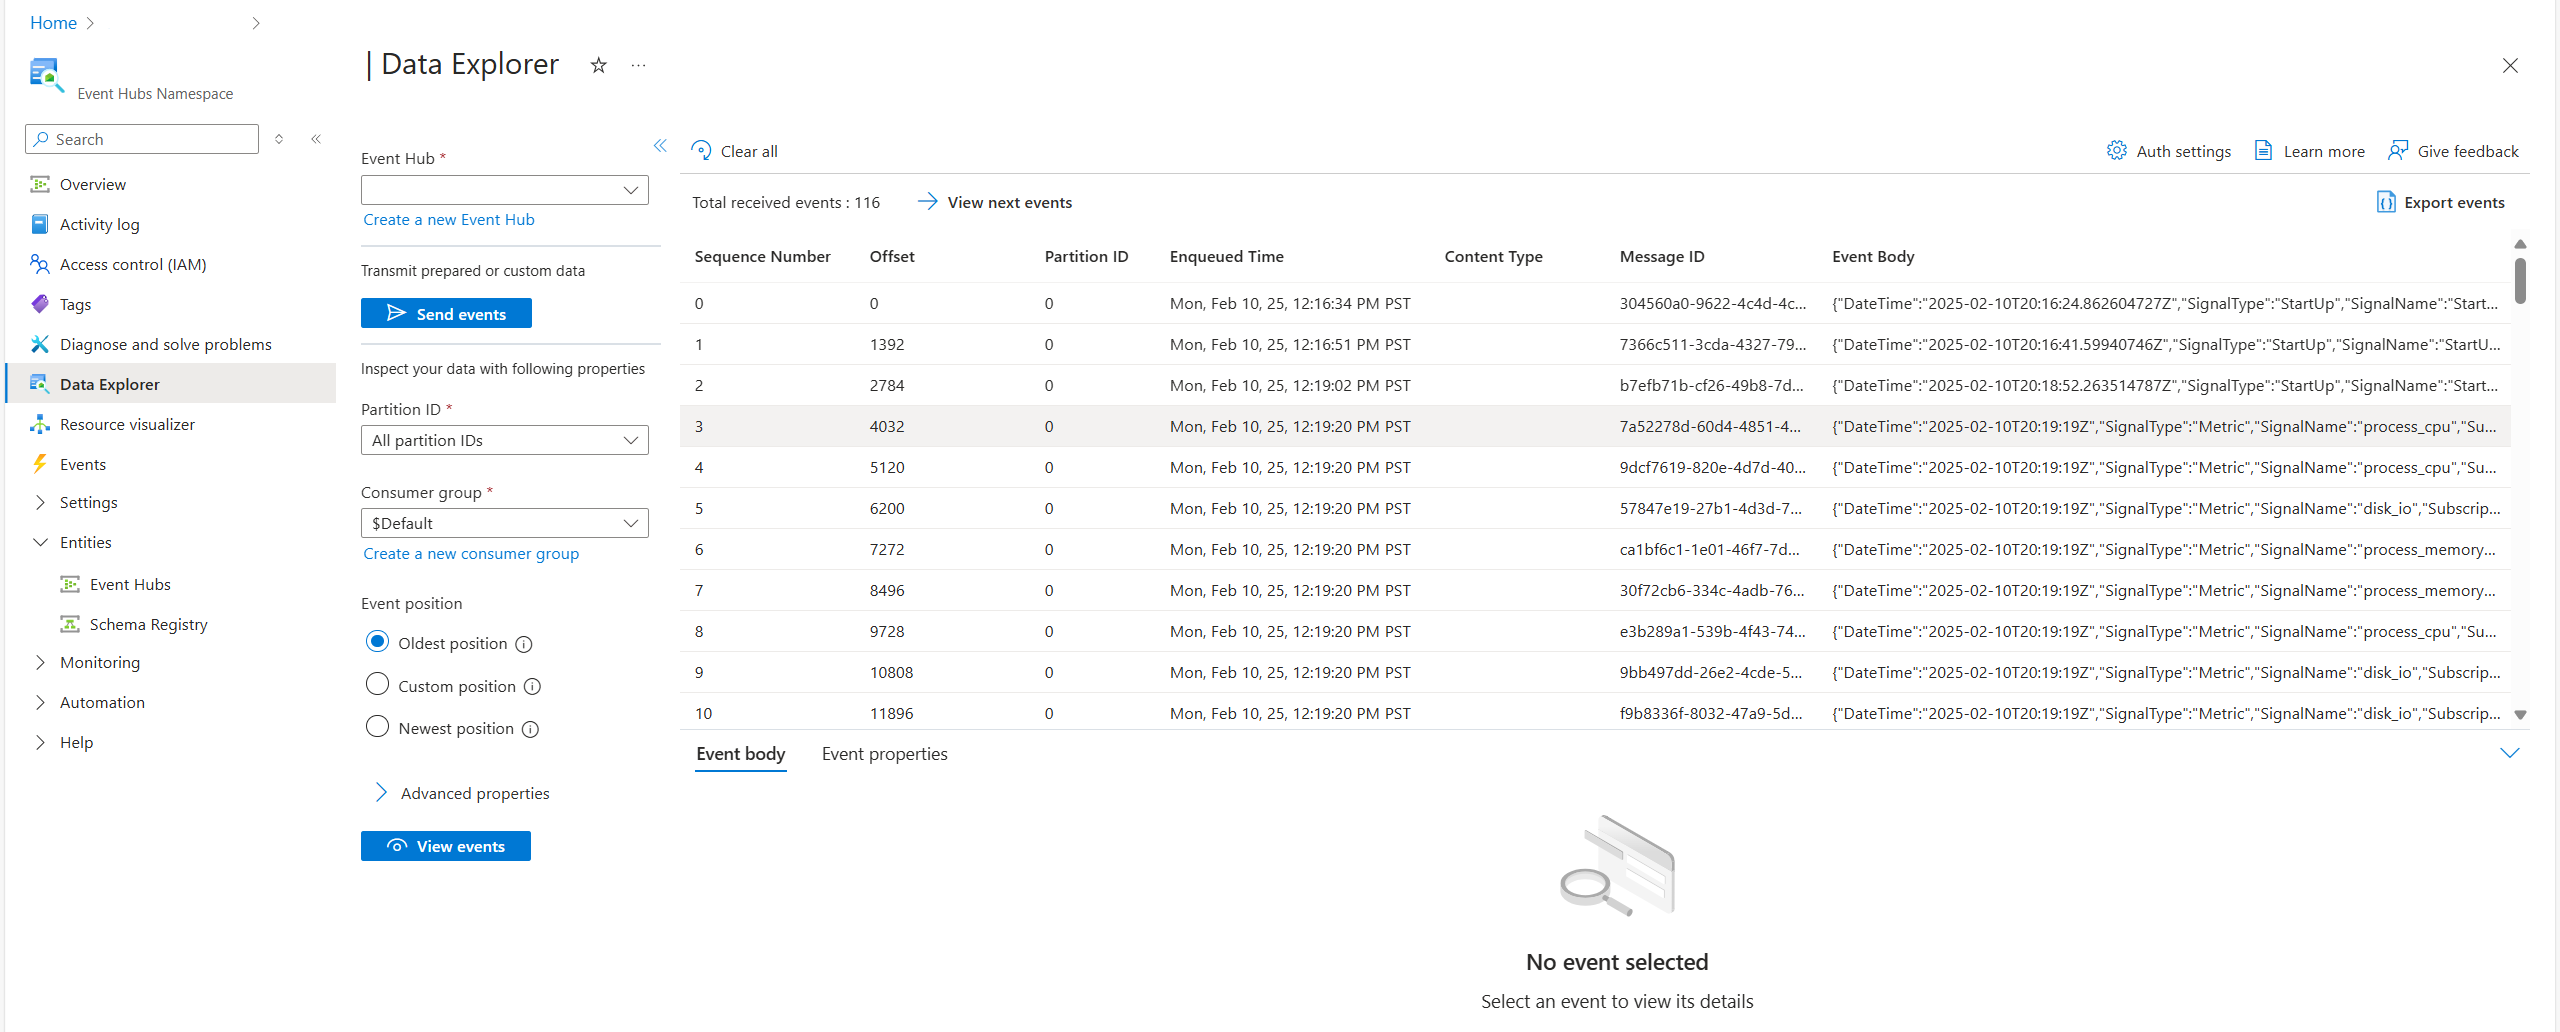 Home
| Data Explorer
Event Hubs Namespace
Search
Overview
Activity log
Access control (IAM)
Tags
Diagnose and solve problems
Data Explorer
Resource visualizer
Events
Settings
Entities
Event Hubs
Schema Registry
Monitoring
Automation
Help
Event Hub *
Create a new Event Hub
Transmit prepared or custom data
Send events
Inspect your data with following properties
Partition ID *
All partition IDs
Consumer group *
$Default
Create a new consumer group
Event position
Oldest position
Custom position
Newest position
Advanced properties
View events
Clear all
Auth settings Learn more Give feedback
Total received events : 116 View next events Export events
Sequence Number Offset Partition ID Enqueued Time Content Type Message ID Event Body
0 0 0 Mon, Feb 10, 25, 12:16:34 PM PST 304560a0-9622-4c4d-4c... {"DateTime":"2025-02-10T20:16:24.862604727Z","SignalType":"StartUp","SignalName":"Start...
1 1392 0 Mon, Feb 10, 25, 12:16:51 PM PST 7366c511-3cda-4327-79... {"DateTime":"2025-02-10T20:16:41.59940746Z","SignalType":"StartUp","SignalName":"StartU...
2 2784 0 Mon, Feb 10, 25, 12:19:02 PM PST b7efb71b-cf26-49b8-7d... {"DateTime":"2025-02-10T20:18:52.263514787Z","SignalType":"StartUp","SignalName":"Start...
3 4032 0 Mon, Feb 10, 25, 12:19:20 PM PST 7a52278d-60d4-4851-4... {"DateTime":"2025-02-10T20:19:19Z","SignalType":"Metric","SignalName":"process_cpu","Su...
4 5120 0 Mon, Feb 10, 25, 12:19:20 PM PST 9dcf7619-820e-4d7d-40... {"DateTime":"2025-02-10T20:19:19Z","SignalType":"Metric","SignalName":"process_cpu","Su...
5 6200 0 Mon, Feb 10, 25, 12:19:20 PM PST 57847e19-27b1-4d3d-7... {"DateTime":"2025-02-10T20:19:19Z","SignalType":"Metric","SignalName":"disk_io","Subscrip...
6 7272 0 Mon, Feb 10, 25, 12:19:20 PM PST ca1bf6c1-1e01-46f7-7d... {"DateTime":"2025-02-10T20:19:19Z","SignalType":"Metric","SignalName":"process_memory...
7 8496 0 Mon, Feb 10, 25, 12:19:20 PM PST 30f72cb6-334c-4adb-76... {"DateTime":"2025-02-10T20:19:19Z","SignalType":"Metric","SignalName":"process_memory...
8 9728 0 Mon, Feb 10, 25, 12:19:20 PM PST e3b289a1-539b-4f43-74... {"DateTime":"2025-02-10T20:19:19Z","SignalType":"Metric","SignalName":"process_cpu","Su...
9 10808 0 Mon, Feb 10, 25, 12:19:20 PM PST 9bb497dd-26e2-4cde-5... {"DateTime":"2025-02-10T20:19:19Z","SignalType":"Metric","SignalName":"disk_io","Subscrip...
10 11896 0 Mon, Feb 10, 25, 12:19:20 PM PST f9b8336f-8032-47a9-5d... {"DateTime":"2025-02-10T20:19:19Z","SignalType":"Metric","SignalName":"disk_io","Subscrip...
Event body Event properties
No event selected
Select an event to view its details